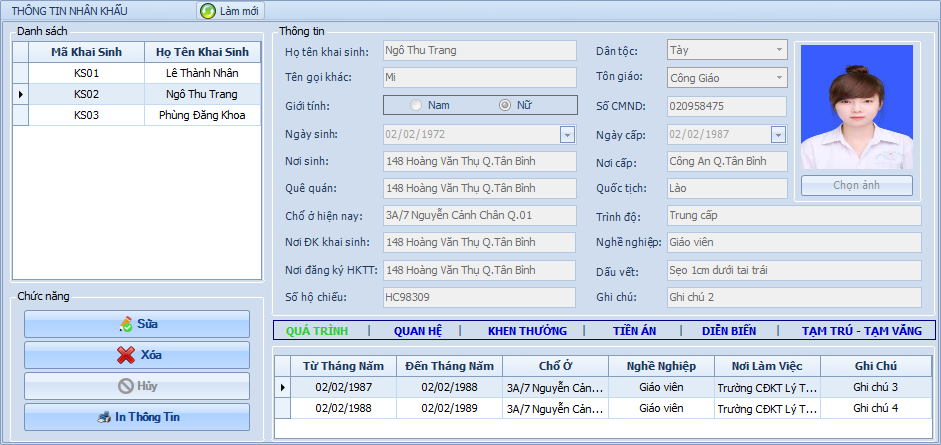 THÔNG TIN NHÂN KHẨU
Làm mới
Danh sách
Mã Khai Sinh Họ Tên Khai Sinh
KS01 Lê Thành Nhân
KS02 Ngô Thu Trang
KS03 Phùng Đăng Khoa
Chức năng
Sửa
Xóa
Hủy
In Thông Tin
Thông tin
Họ tên khai sinh: Ngô Thu Trang
Tên gọi khác: Mi
Giới tính: Nam Nữ
Ngày sinh: 02/02/1972
Nơi sinh: 148 Hoàng Văn Thụ Q.Tân Bình
Quê quán: 148 Hoàng Văn Thụ Q.Tân Bình
Chổ ở hiện nay: 3A/7 Nguyễn Cảnh Chân Q.01
Nơi ĐK khai sinh: 148 Hoàng Văn Thụ Q.Tân Bình
Nơi đăng ký HKTT: 148 Hoàng Văn Thụ Q.Tân Bình
Số hộ chiếu: HC98309
Dân tộc: Tày
Tôn giáo: Công Giáo
Số CMND: 020958475
Ngày cấp: 02/02/1987
Nơi cấp: Công An Q.Tân Bình
Quốc tịch: Lào
Trình độ: Trung cấp
Nghề nghiệp: Giáo viên
Dấu vết: Sẹo 1cm dưới tai trái
Ghi chú: Ghi chú 2
Chọn ảnh
QUÁ TRÌNH | QUAN HỆ | KHEN THƯỞNG | TIỀN ÁN | DIỄN BIẾN | TẠM TRÚ - TẠM VẮNG
Từ Tháng Năm Đến Tháng Năm Chổ Ở Nghề Nghiệp Nơi Làm Việc Ghi Chú
02/02/1987 02/02/1988 3A/7 Nguyễn Cản... Giáo viên Trường CĐKT Lý T... Ghi chú 3
02/02/1988 02/02/1989 3A/7 Nguyễn Cản... Giáo viên Trường CĐKT Lý T... Ghi chú 4